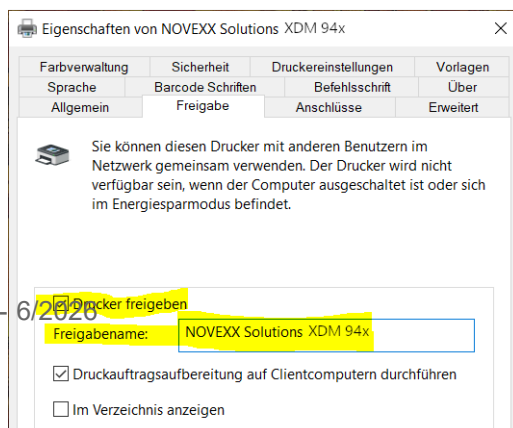 Eigenschaften von NOVEXX Solutions XDM 94x
Farbverwaltung Sicherheit Druckereinstellungen Vorlagen
Sprache Barcode Schriften Befehlsschrift Über
Allgemein Freigabe Anschlüsse Erweitert
Sie können diesen Drucker mit anderen Benutzern im
Netzwerk gemeinsam verwenden. Der Drucker wird nicht
verfügbar sein, wenn der Computer ausgeschaltet ist oder sich
im Energiesparmodus befindet.
Drucker freigeben
- 6/2026
Freigabename: NOVEXX Solutions XDM 94x
Druckauftragsaufbereitung auf Clientcomputern durchführen
Im Verzeichnis anzeigen